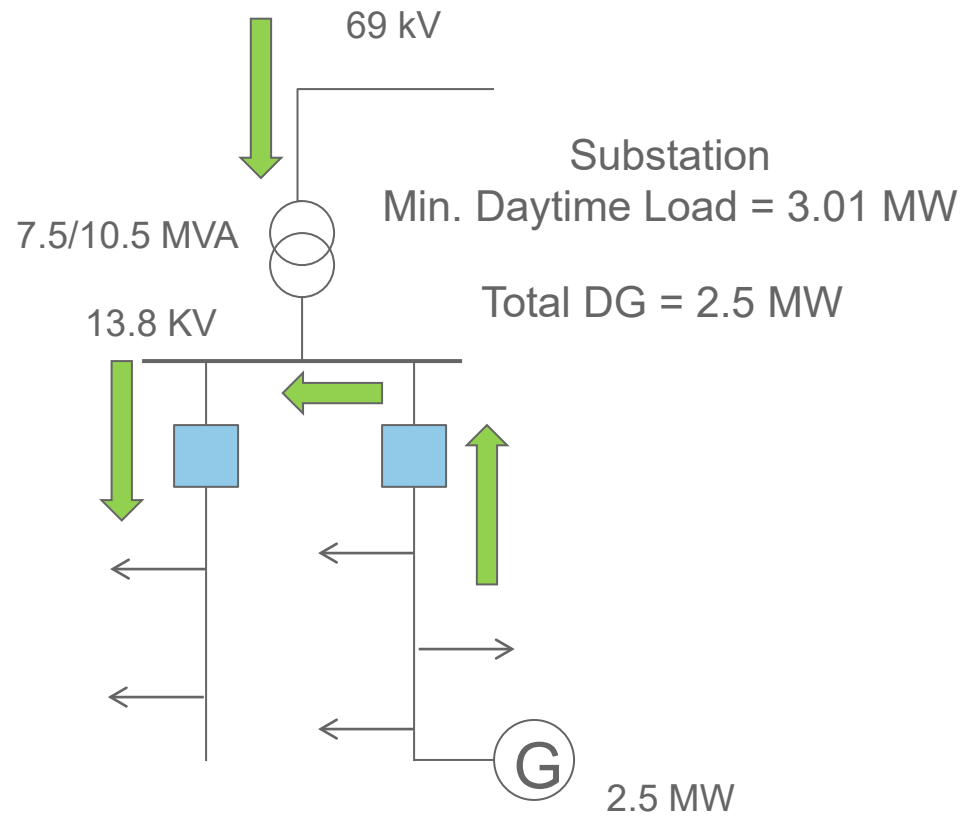 69 kV
Substation
Min. Daytime Load = 3.01 MW
7.5/10.5 MVA
Total DG = 2.5 MW
13.8 KV
G
2.5 MW